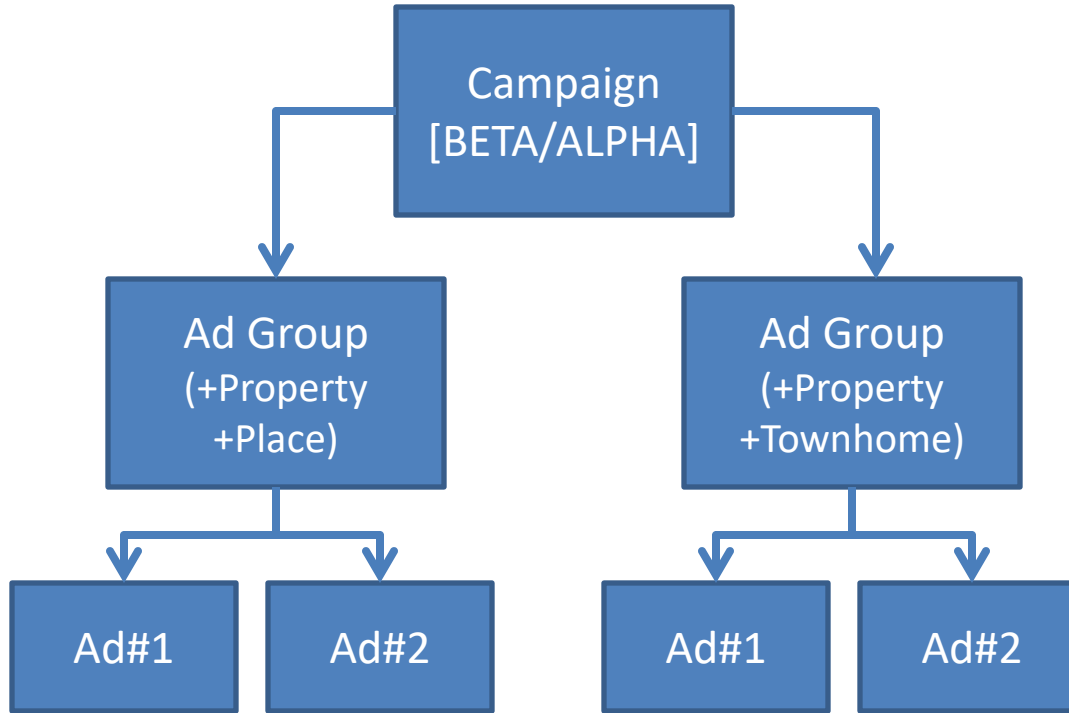 Campaign
[BETA/ALPHA]
Ad Group
(+Property
+Place)
Ad Group
(+Property
+Townhome)
Ad#1
Ad#2
Ad#1
Ad#2